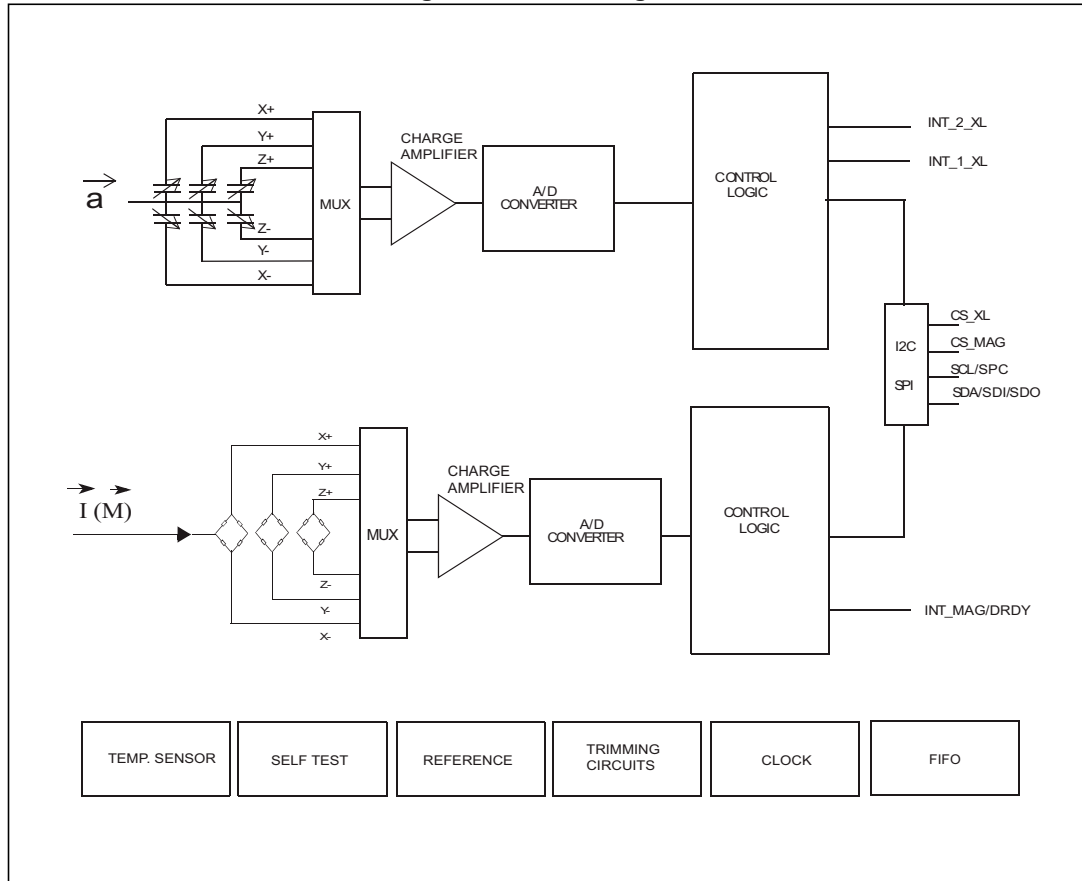 X+
Y+
Z+
a
Z-
Y-
X-
MUX
CHARGE
AMPLIFIER
A/D
CONVERTER
CONTROL
LOGIC
INT_2_XL
INT_1_XL
I2C
SPI
CS_XL
CS_MAG
SCL/SPC
SDA/SDI/SDO
X+
Y+
Z+
I (M)
Z-
Y-
X-
MUX
CHARGE
AMPLIFIER
A/D
CONVERTER
CONTROL
LOGIC
INT_MAG/DRDY
TEMP. SENSOR
SELF TEST
REFERENCE
TRIMMING
CIRCUITS
CLOCK
FIFO